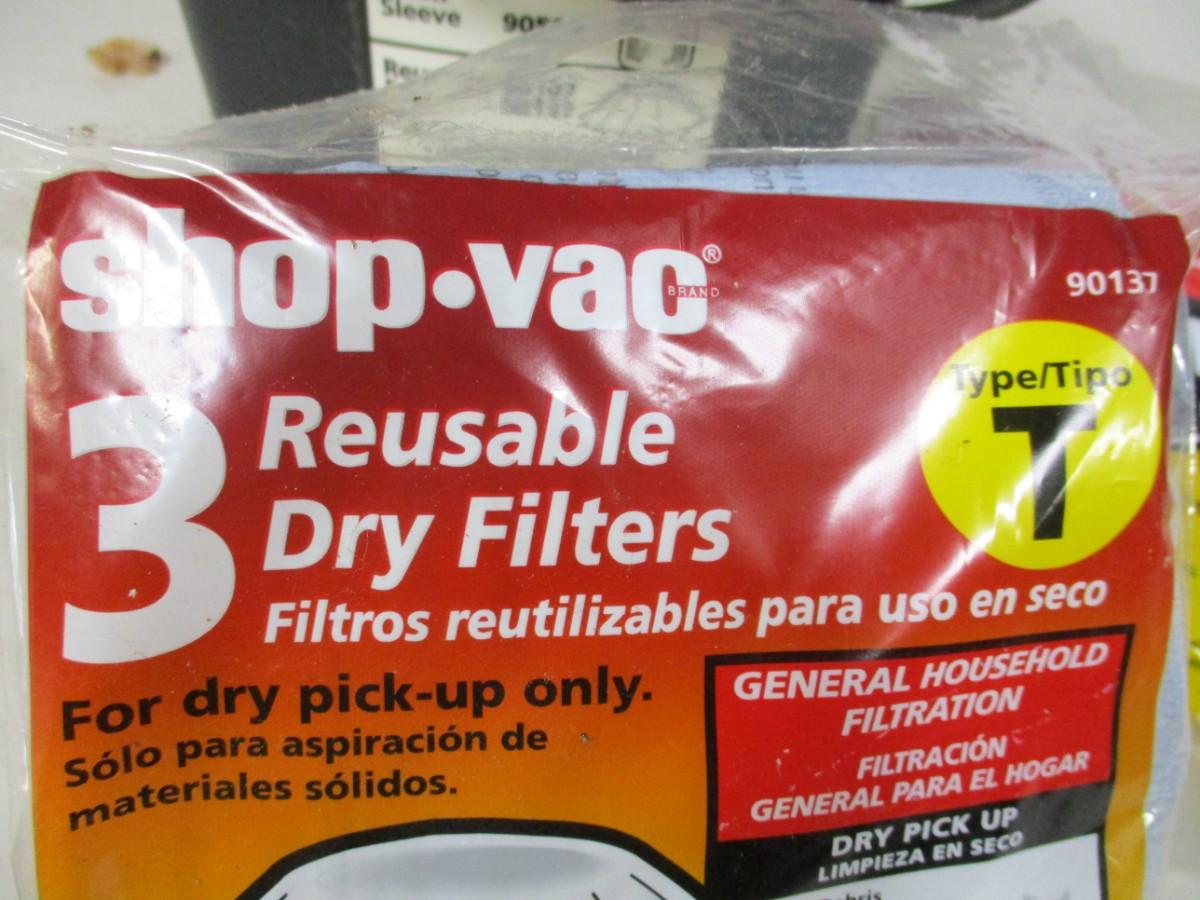 Sleeve
shop·vac®
BRAND
90137
Type/Tipo
T
3
Reusable
Dry Filters
Filtros reutilizables para uso en seco
For dry pick-up only.
Sólo para aspiración de
materiales sólidos.
GENERAL HOUSEHOLD
FILTRATION
FILTRACIÓN
GENERAL PARA EL HOGAR
DRY PICK UP
LIMPIEZA EN SECO